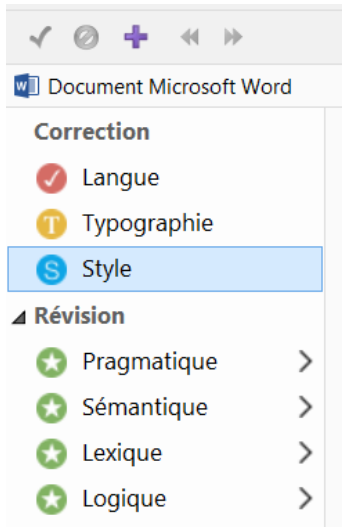 Document Microsoft Word
Correction
Langue
T Typographie
S Style
Révision
Pragmatique
Sémantique
Lexique
Logique